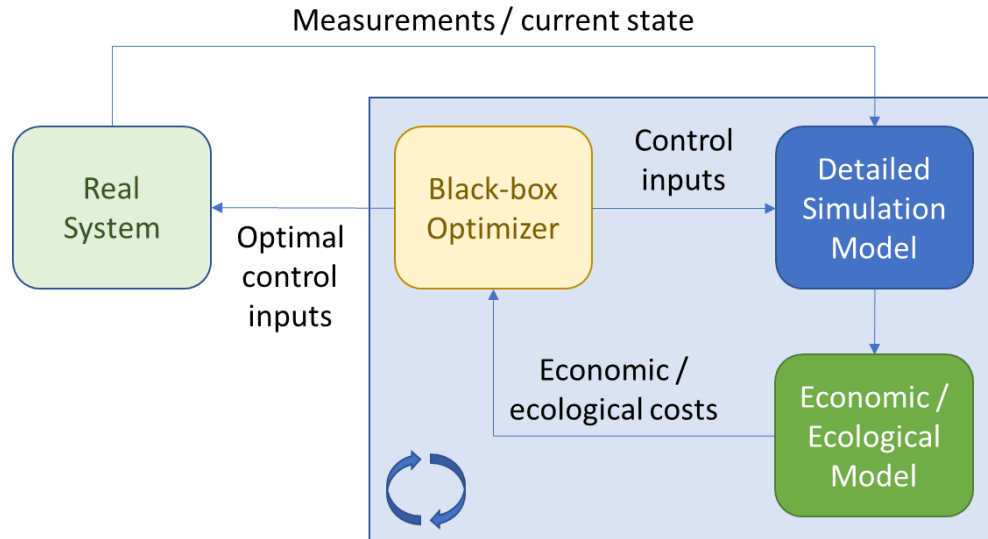 Measurements / current state
Real
System
Optimal
control
inputs
Black-box
Optimizer
Control
inputs
Detailed
Simulation
Model
Economic /
ecological costs
Economic /
Ecological
Model